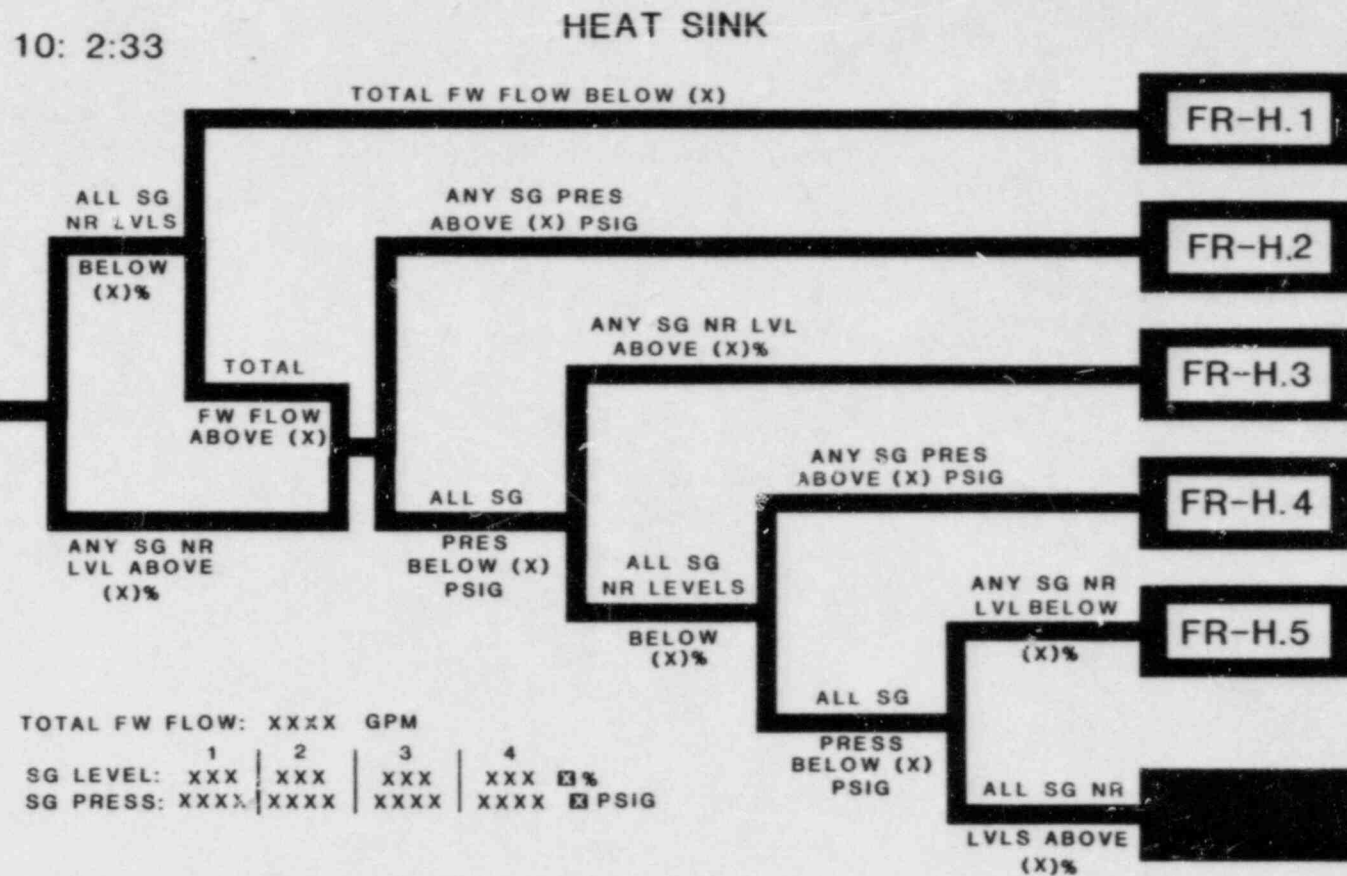 HEAT SINK
10: 2:33
TOTAL FW FLOW BELOW (X)
FR-H.1
ALL SG
NR LVLS
BELOW
(X)%
ANY SG PRES
ABOVE (X) PSIG
FR-H.2
ANY SG NR LVL
ABOVE (X)%
FR-H.3
TOTAL
FW FLOW
ABOVE (X)
ANY SG PRES
ABOVE (X) PSIG
FR-H.4
ALL SG
PRES
BELOW (X)
PSIG
ANY SG NR
LVL ABOVE
(X)%
ALL SG
NR LEVELS
BELOW
(X)%
ANY SG NR
LVL BELOW
(X)%
FR-H.5
ALL SG
PRESS
BELOW (X)
PSIG
ALL SG NR
LVLS ABOVE
(X)%
TOTAL FW FLOW: XXXX GPM
1 2 3 4
SG LEVEL: XXX XXX XXX XXX X %
SG PRESS: XXXX XXXX XXXX XXXX X PSIG